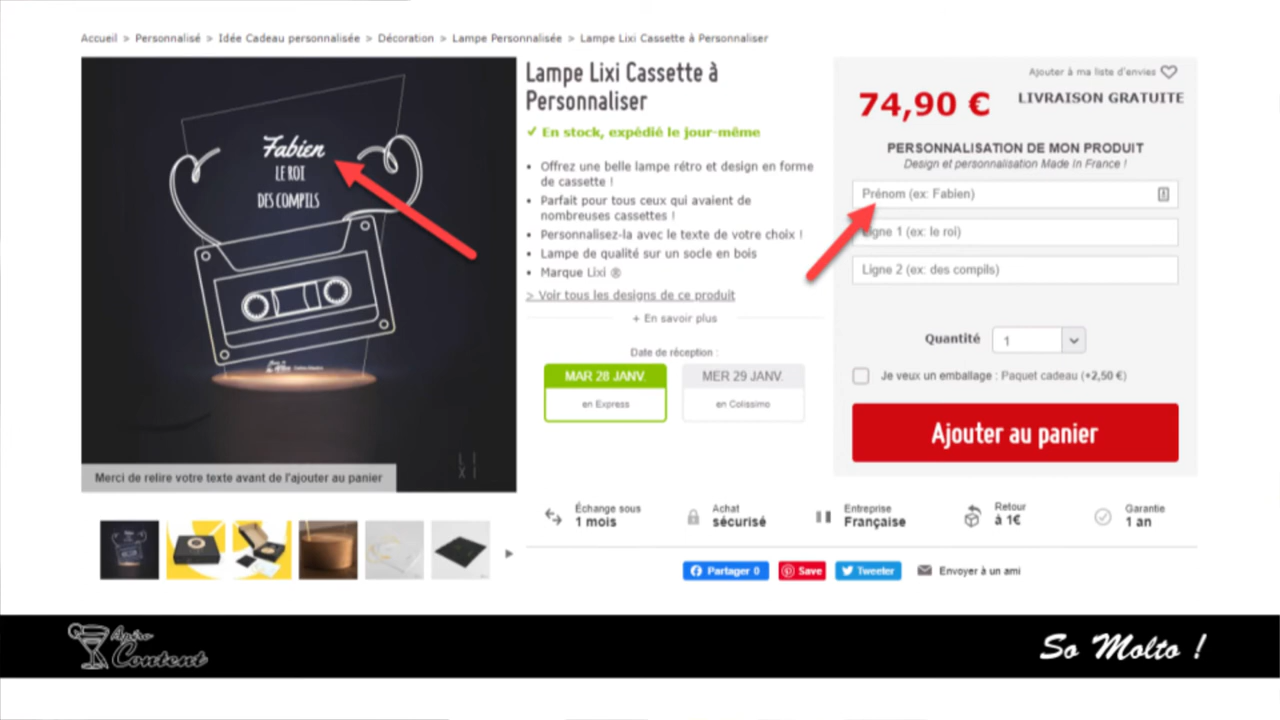 Accueil > Personnalisé > Idée Cadeau personnalisée > Décoration > Lampe Personnalisée > Lampe Lixi Cassette à Personnaliser
Fabien
LE ROI
DES COMPILS
Merci de relire votre texte avant de l'ajouter au panier
Lampe Lixi Cassette à
Personnaliser
✓ En stock, expédié le jour-même
• Offrez une belle lampe rétro et design en forme
de cassette !
• Parfait pour tous ceux qui avaient de
nombreuses cassettes !
• Personnalisez-la avec le texte de votre choix !
• Lampe de qualité sur un socle en bois
• Marque Lixi ®
> Voir tous les designs de ce produit
+ En savoir plus
Date de réception :
MAR 28 JANV.
en Express
MER 29 JANV.
en Colissimo
Ajouter à ma liste d'envies
74,90 €
LIVRAISON GRATUITE
PERSONNALISATION DE MON PRODUIT
Design et personnalisation Made In France !
Prénom (ex: Fabien)
Ligne 1 (ex: le roi)
Ligne 2 (ex: des compils)
Quantité 1
Je veux un emballage : Paquet cadeau (+2,50 €)
Ajouter au panier
Échange sous
1 mois
Achat
sécurisé
Entreprise
Française
Retour
à 1€
Garantie
1 an
Partager 0
Save
Tweeter
Envoyer à un ami
Apéro
Content
So Molto !